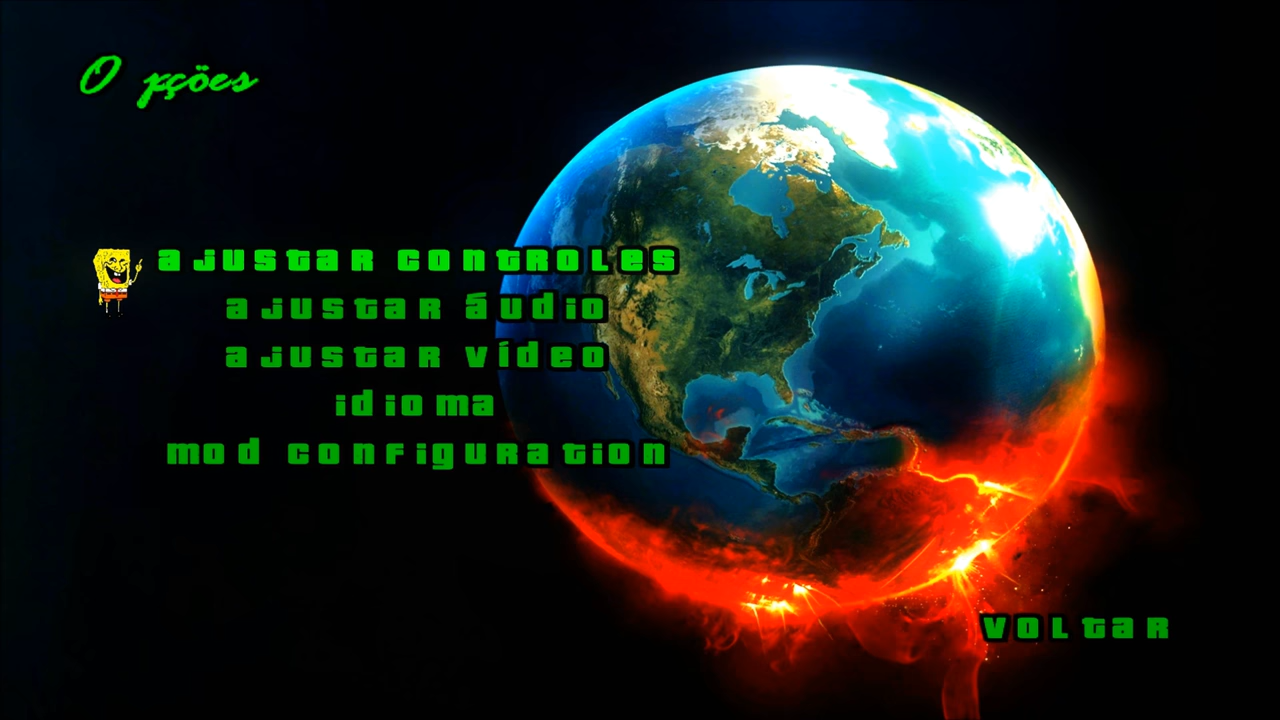 O pções
ajustar controles
ajustar áudio
ajustar vídeo
idioma
mod configuration
voltar